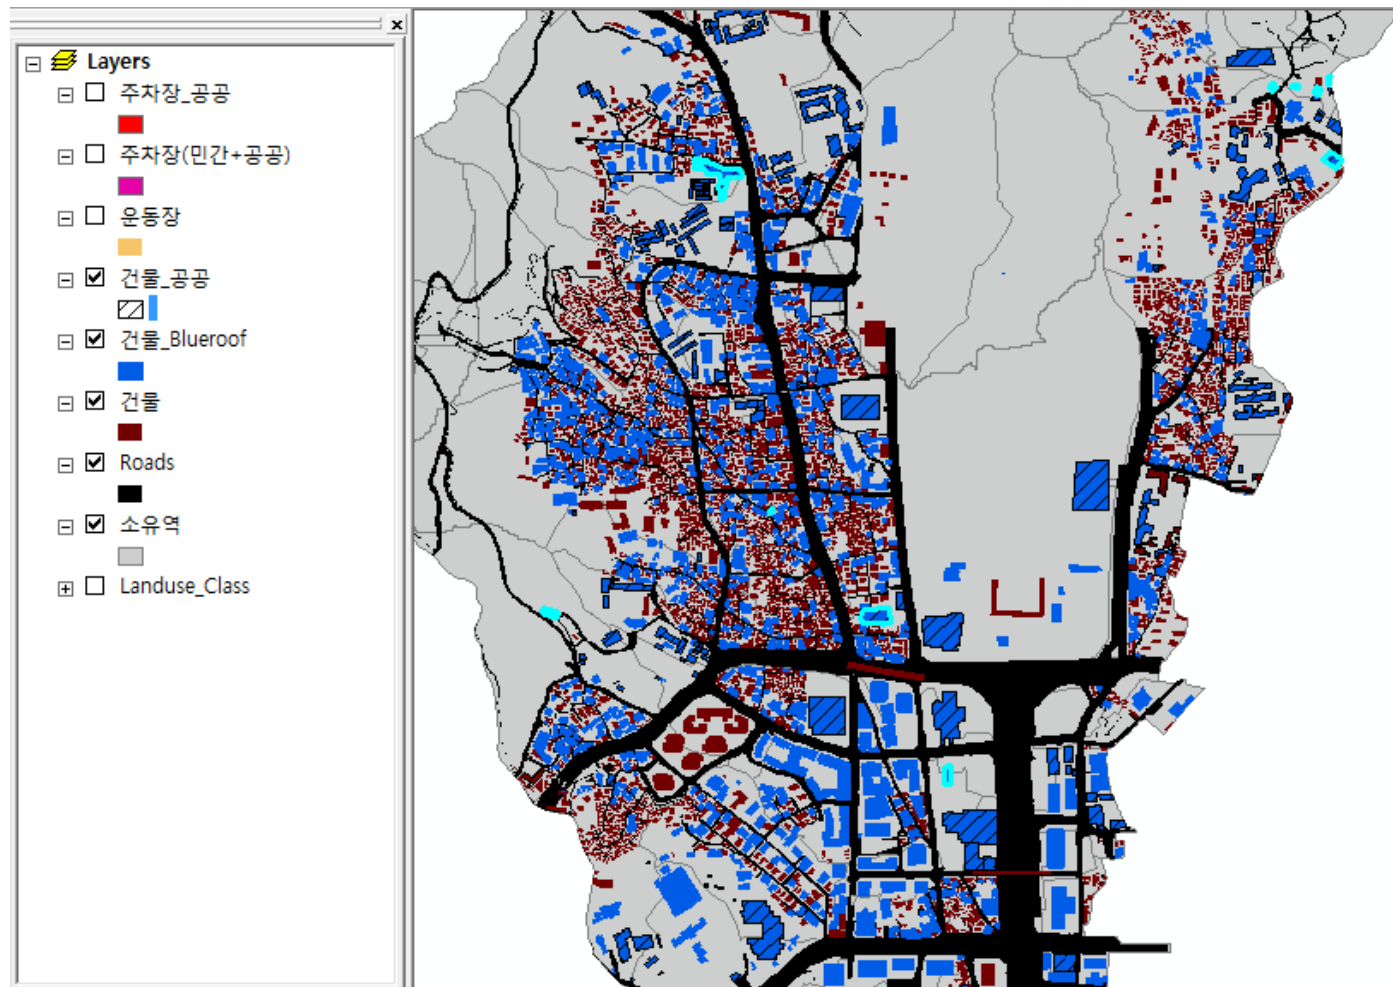 Layers
주차장_공공
주차장(민간+공공)
운동장
건물_공공
건물_Blueroof
건물
Roads
소유역
Landuse_Class